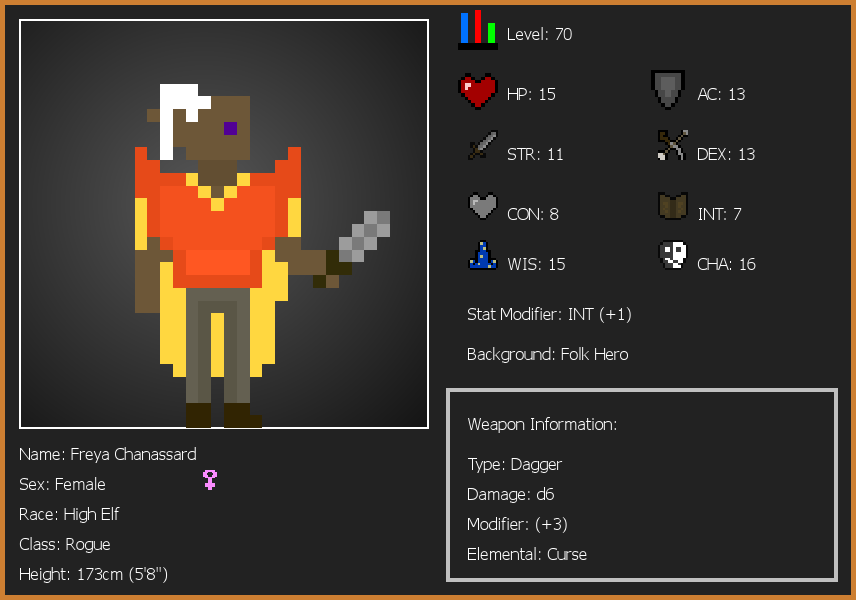 Level: 70
HP: 15
AC: 13
STR: 11
DEX: 13
CON: 8
INT: 7
WIS: 15
CHA: 16
Stat Modifier: INT (+1)
Background: Folk Hero
Weapon Information:
Type: Dagger
Damage: d6
Modifier: (+3)
Elemental: Curse
Name: Freya Chanassard
Sex: Female
Race: High Elf
Class: Rogue
Height: 173cm (5'8")